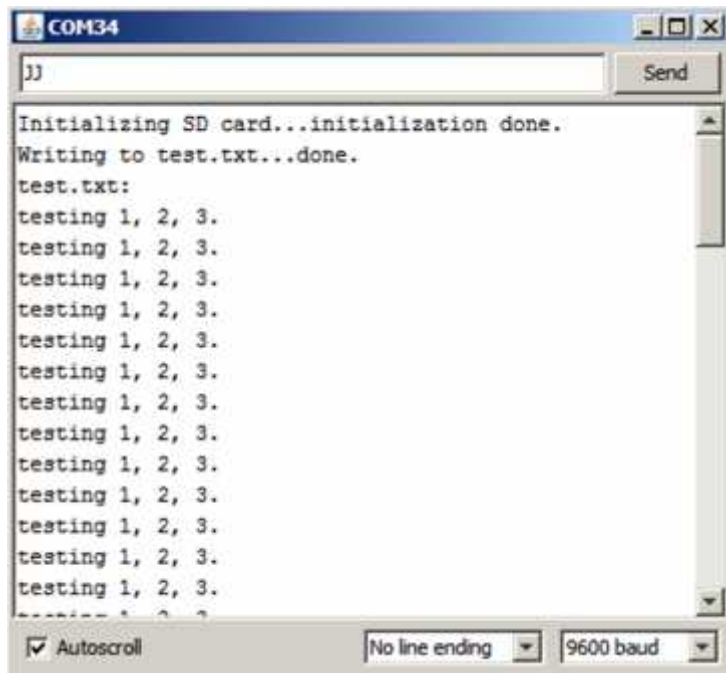 COM34
JJ
Send
Initializing SD card...initialization done.
Writing to test.txt...done.
test.txt:
testing 1, 2, 3.
testing 1, 2, 3.
testing 1, 2, 3.
testing 1, 2, 3.
testing 1, 2, 3.
testing 1, 2, 3.
testing 1, 2, 3.
testing 1, 2, 3.
testing 1, 2, 3.
testing 1, 2, 3.
testing 1, 2, 3.
testing 1, 2, 3.
testing 1, 2, 3.
Autoscroll
No line ending
9600 baud